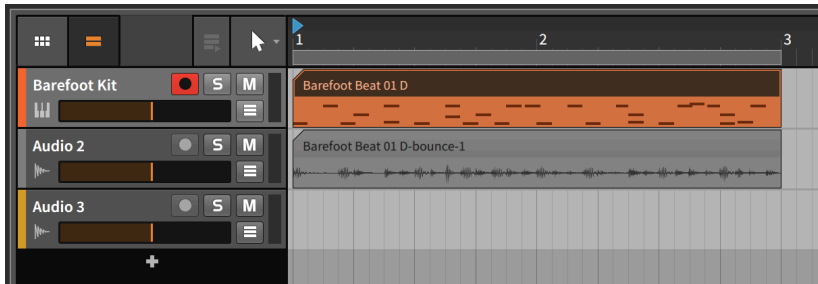 1 2 3
Barefoot Kit S M
Barefoot Beat 01 D
Audio 2 S M
Barefoot Beat 01 D-bounce-1
Audio 3 S M